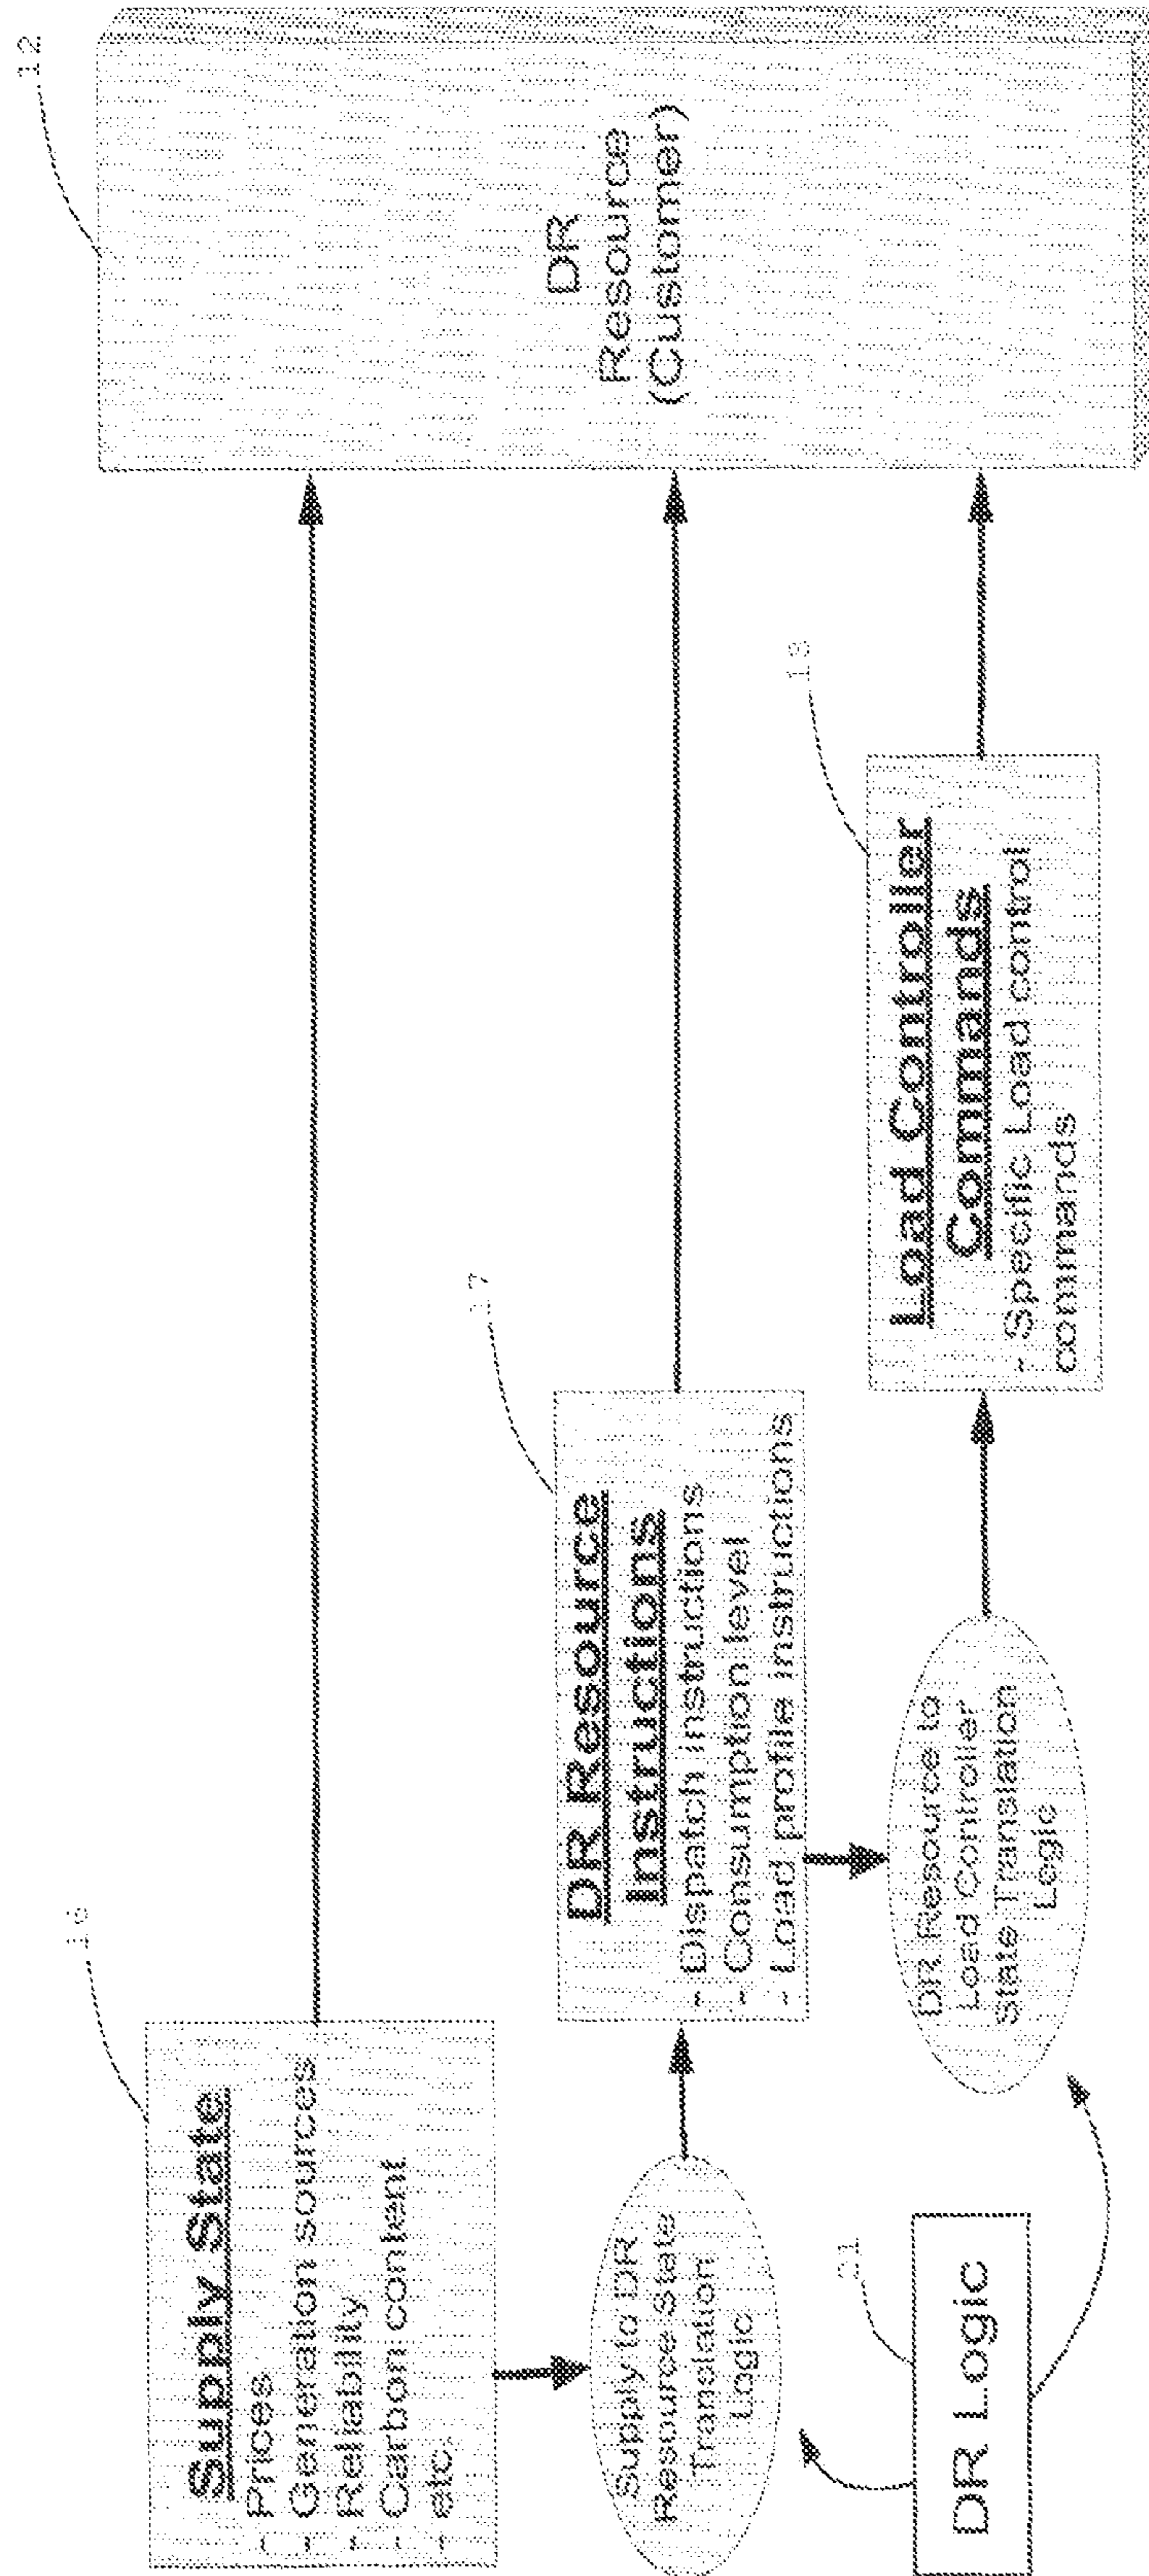 12
DR
Resource
(Customer)
16
Supply State
- Prices
- Generation sources
- Reliability
- Carbon content
- etc.
Supply to DR
Resource State
Translation
Logic
17
DR Resource
Instructions
- Dispatch instructions
- Consumption level
- Load profile instructions
DR Resource to
Load Controller
State Translation
Logic
18
Load Controller
Commands
- Specific Load control
commands
21
DR Logic